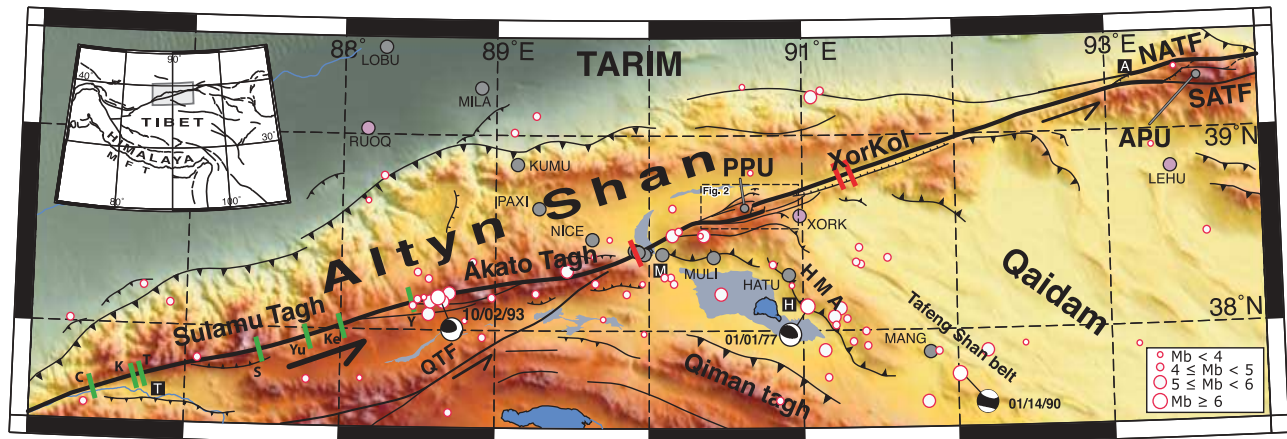 88°E
89°E
91°E
93°E
39°N
38°N
90°
40°
30°
80°
100°
TIBET
HIMALAYA
M F T
TARIM
LOBU
MILA
RUOQ
KUMU
PAXI
NICE
Altyn Shan
PPU
Fig. 2
XorKol
XORK
NATF
SATF
A
APU
LEHU
Akato Tagh
Sulamu Tagh
M
MULI
HATU
H
HMA
Qaidam
Tafeng Shan belt
MANG
Qiman tagh
QTF
10/02/93
01/01/77
01/14/90
C
K
T
T
S
Yu
Ke
Y
Mb < 4
4 ≤ Mb < 5
5 ≤ Mb < 6
Mb ≥ 6